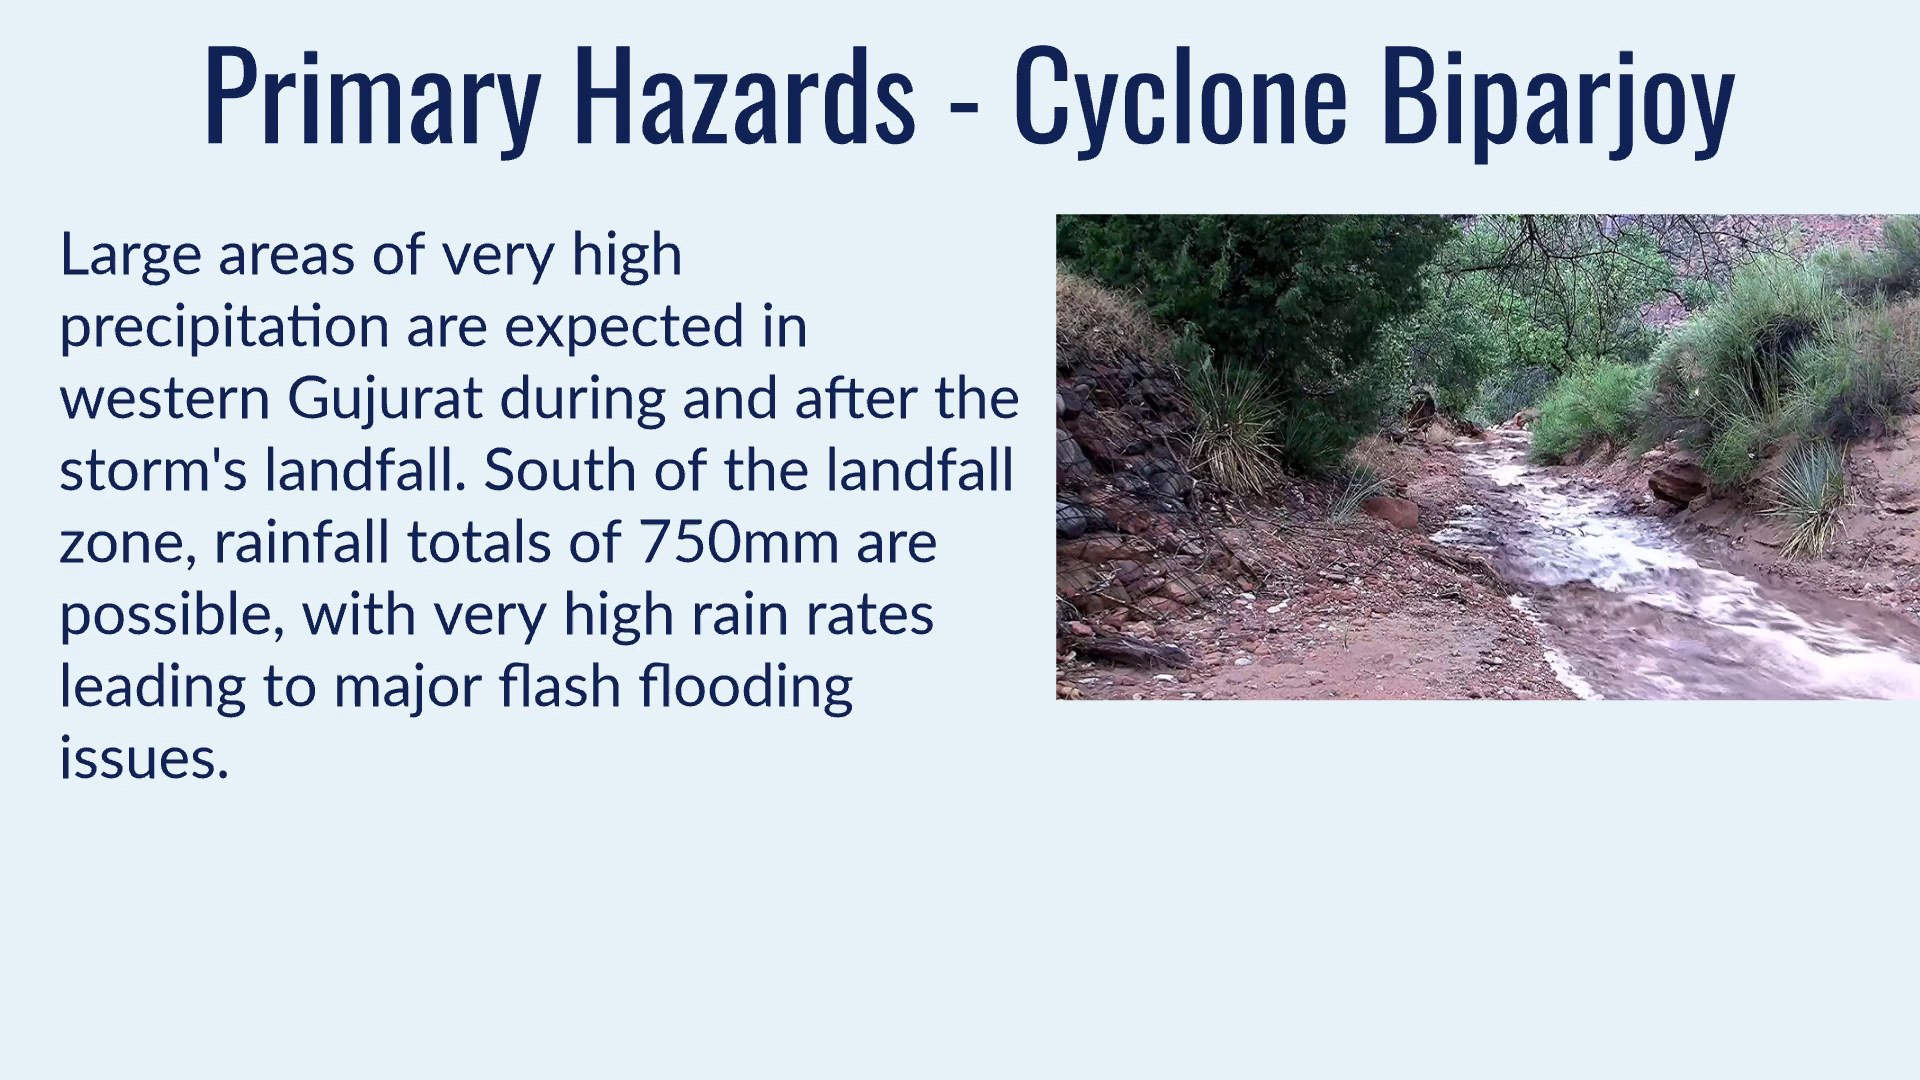 Primary Hazards - Cyclone Biparjoy
Large areas of very high
precipitation are expected in
western Gujurat during and after the
storm's landfall. South of the landfall
zone, rainfall totals of 750mm are
possible, with very high rain rates
leading to major flash flooding
issues.